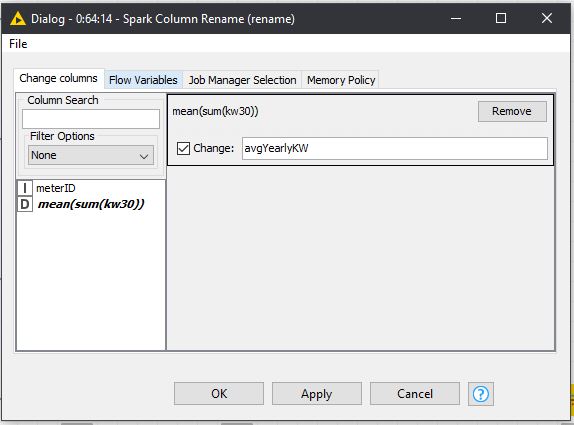 Dialog - 0:64:14 - Spark Column Rename (rename)
File
Change columns Flow Variables Job Manager Selection Memory Policy
Column Search
Filter Options
None
I meterID
D mean(sum(kw30))
mean(sum(kw30)) Remove
Change: avgYearlyKW
OK Apply Cancel ?